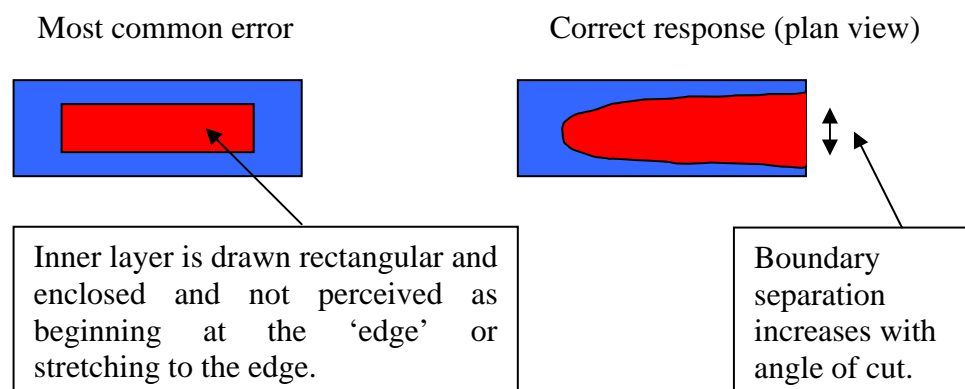 Most common error
Correct response (plan view)
Inner layer is drawn rectangular and
enclosed and not perceived as
beginning at the ‘edge’ or
stretching to the edge.
Boundary
separation
increases with
angle of cut.